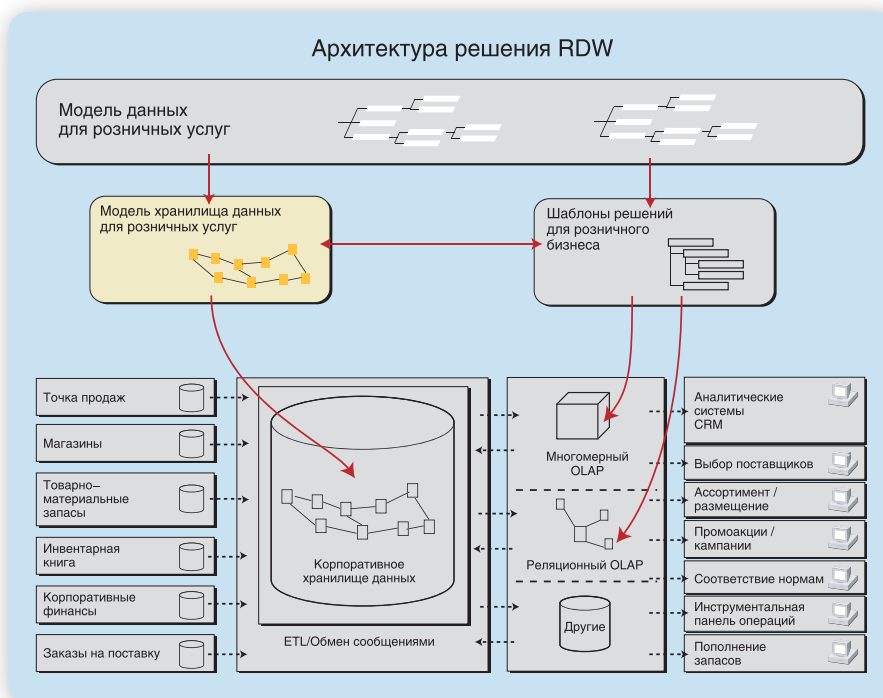 Архитектура решения RDW
Модель данных
для розничных услуг
Модель хранилища данных
для розничных услуг
Шаблоны решений
для розничного
бизнеса
Точка продаж
Магазины
Товарно–
материальные
запасы
Инвентарная
книга
Корпоративные
финансы
Заказы на поставку
Корпоративное
хранилище данных
ETL/Обмен сообщениями
Многомерный
OLAP
Реляционный OLAP
Другие
Аналитические
системы
CRM
Выбор поставщиков
Ассортимент /
размещение
Промоакции /
кампании
Соответствие нормам
Инструментальная
панель операций
Пополнение
запасов